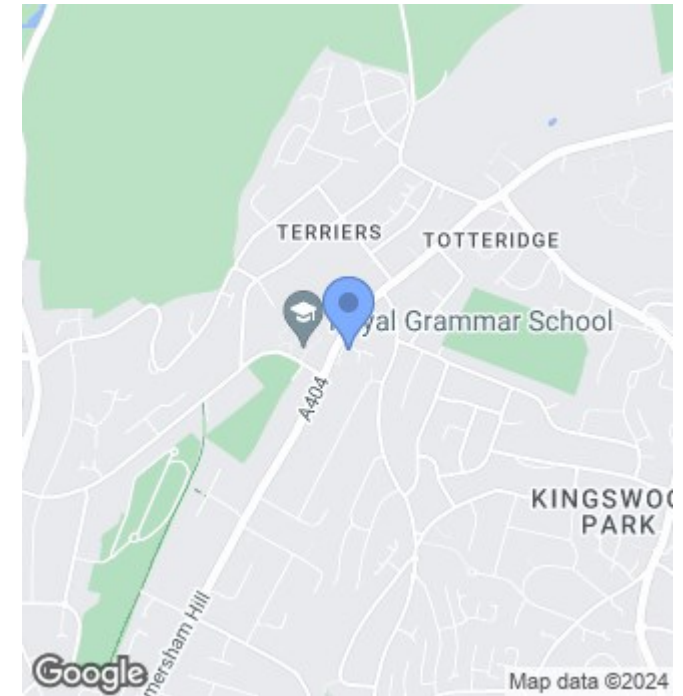 TERRIERS
TOTTERIDGE
yal Grammar School
A404
KINGSWOO
PARK
mersham Hill
Google
Map data ©2024